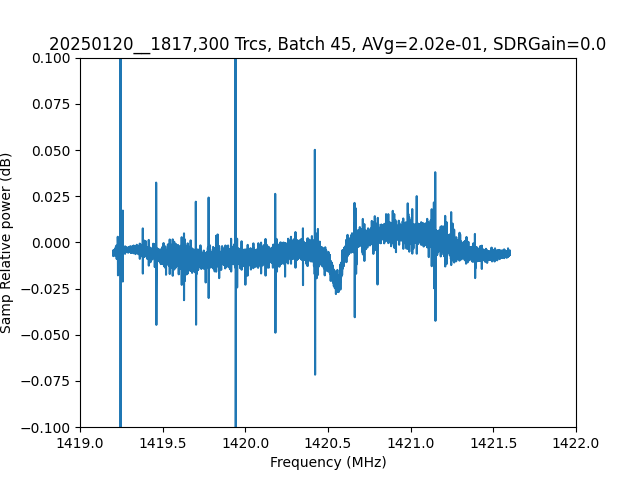 20250120__1817,300 Trcs, Batch 45, AVg=2.02e-01, SDRGain=0.0
0.100
0.075
0.050
0.025
0.000
−0.025
−0.050
−0.075
−0.100
Samp Relative power (dB)
1419.0 1419.5 1420.0 1420.5 1421.0 1421.5 1422.0
Frequency (MHz)